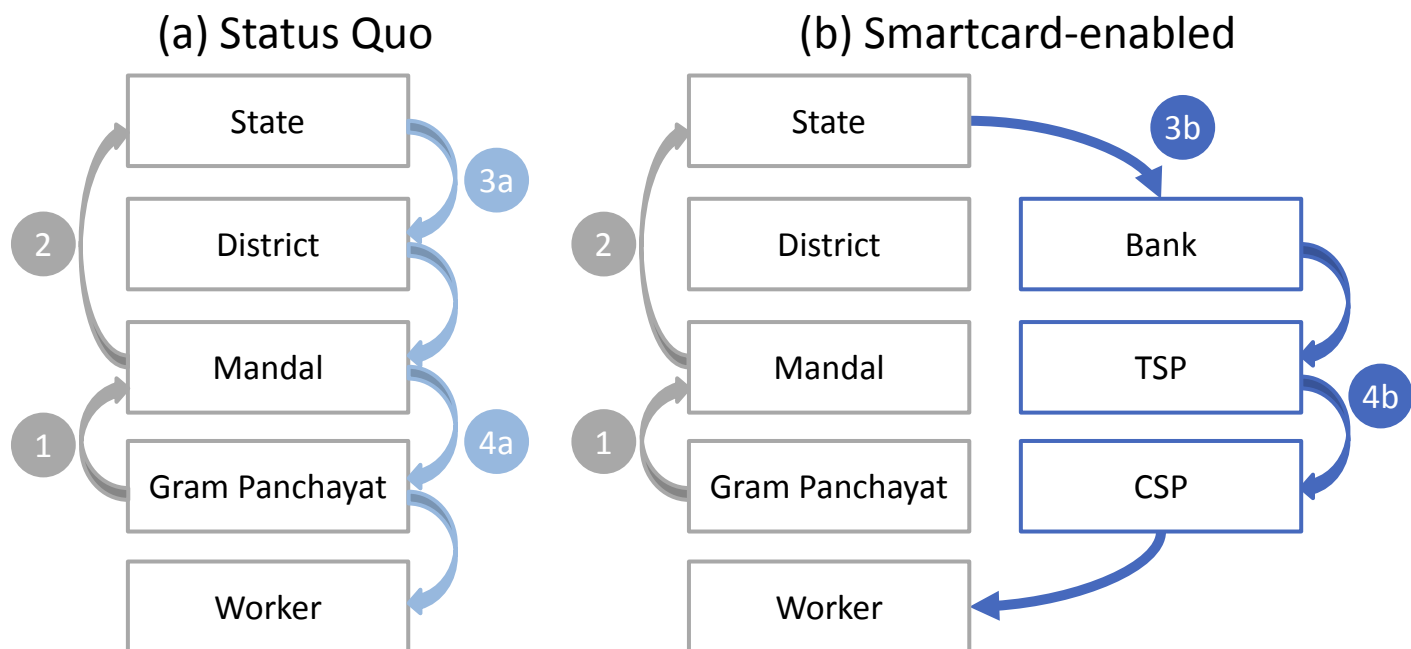 (a) Status Quo
State
3a
2
District
Mandal
1
4a
Gram Panchayat
Worker
(b) Smartcard-enabled
State
3b
2
District
Bank
Mandal
TSP
4b
1
Gram Panchayat
CSP
Worker